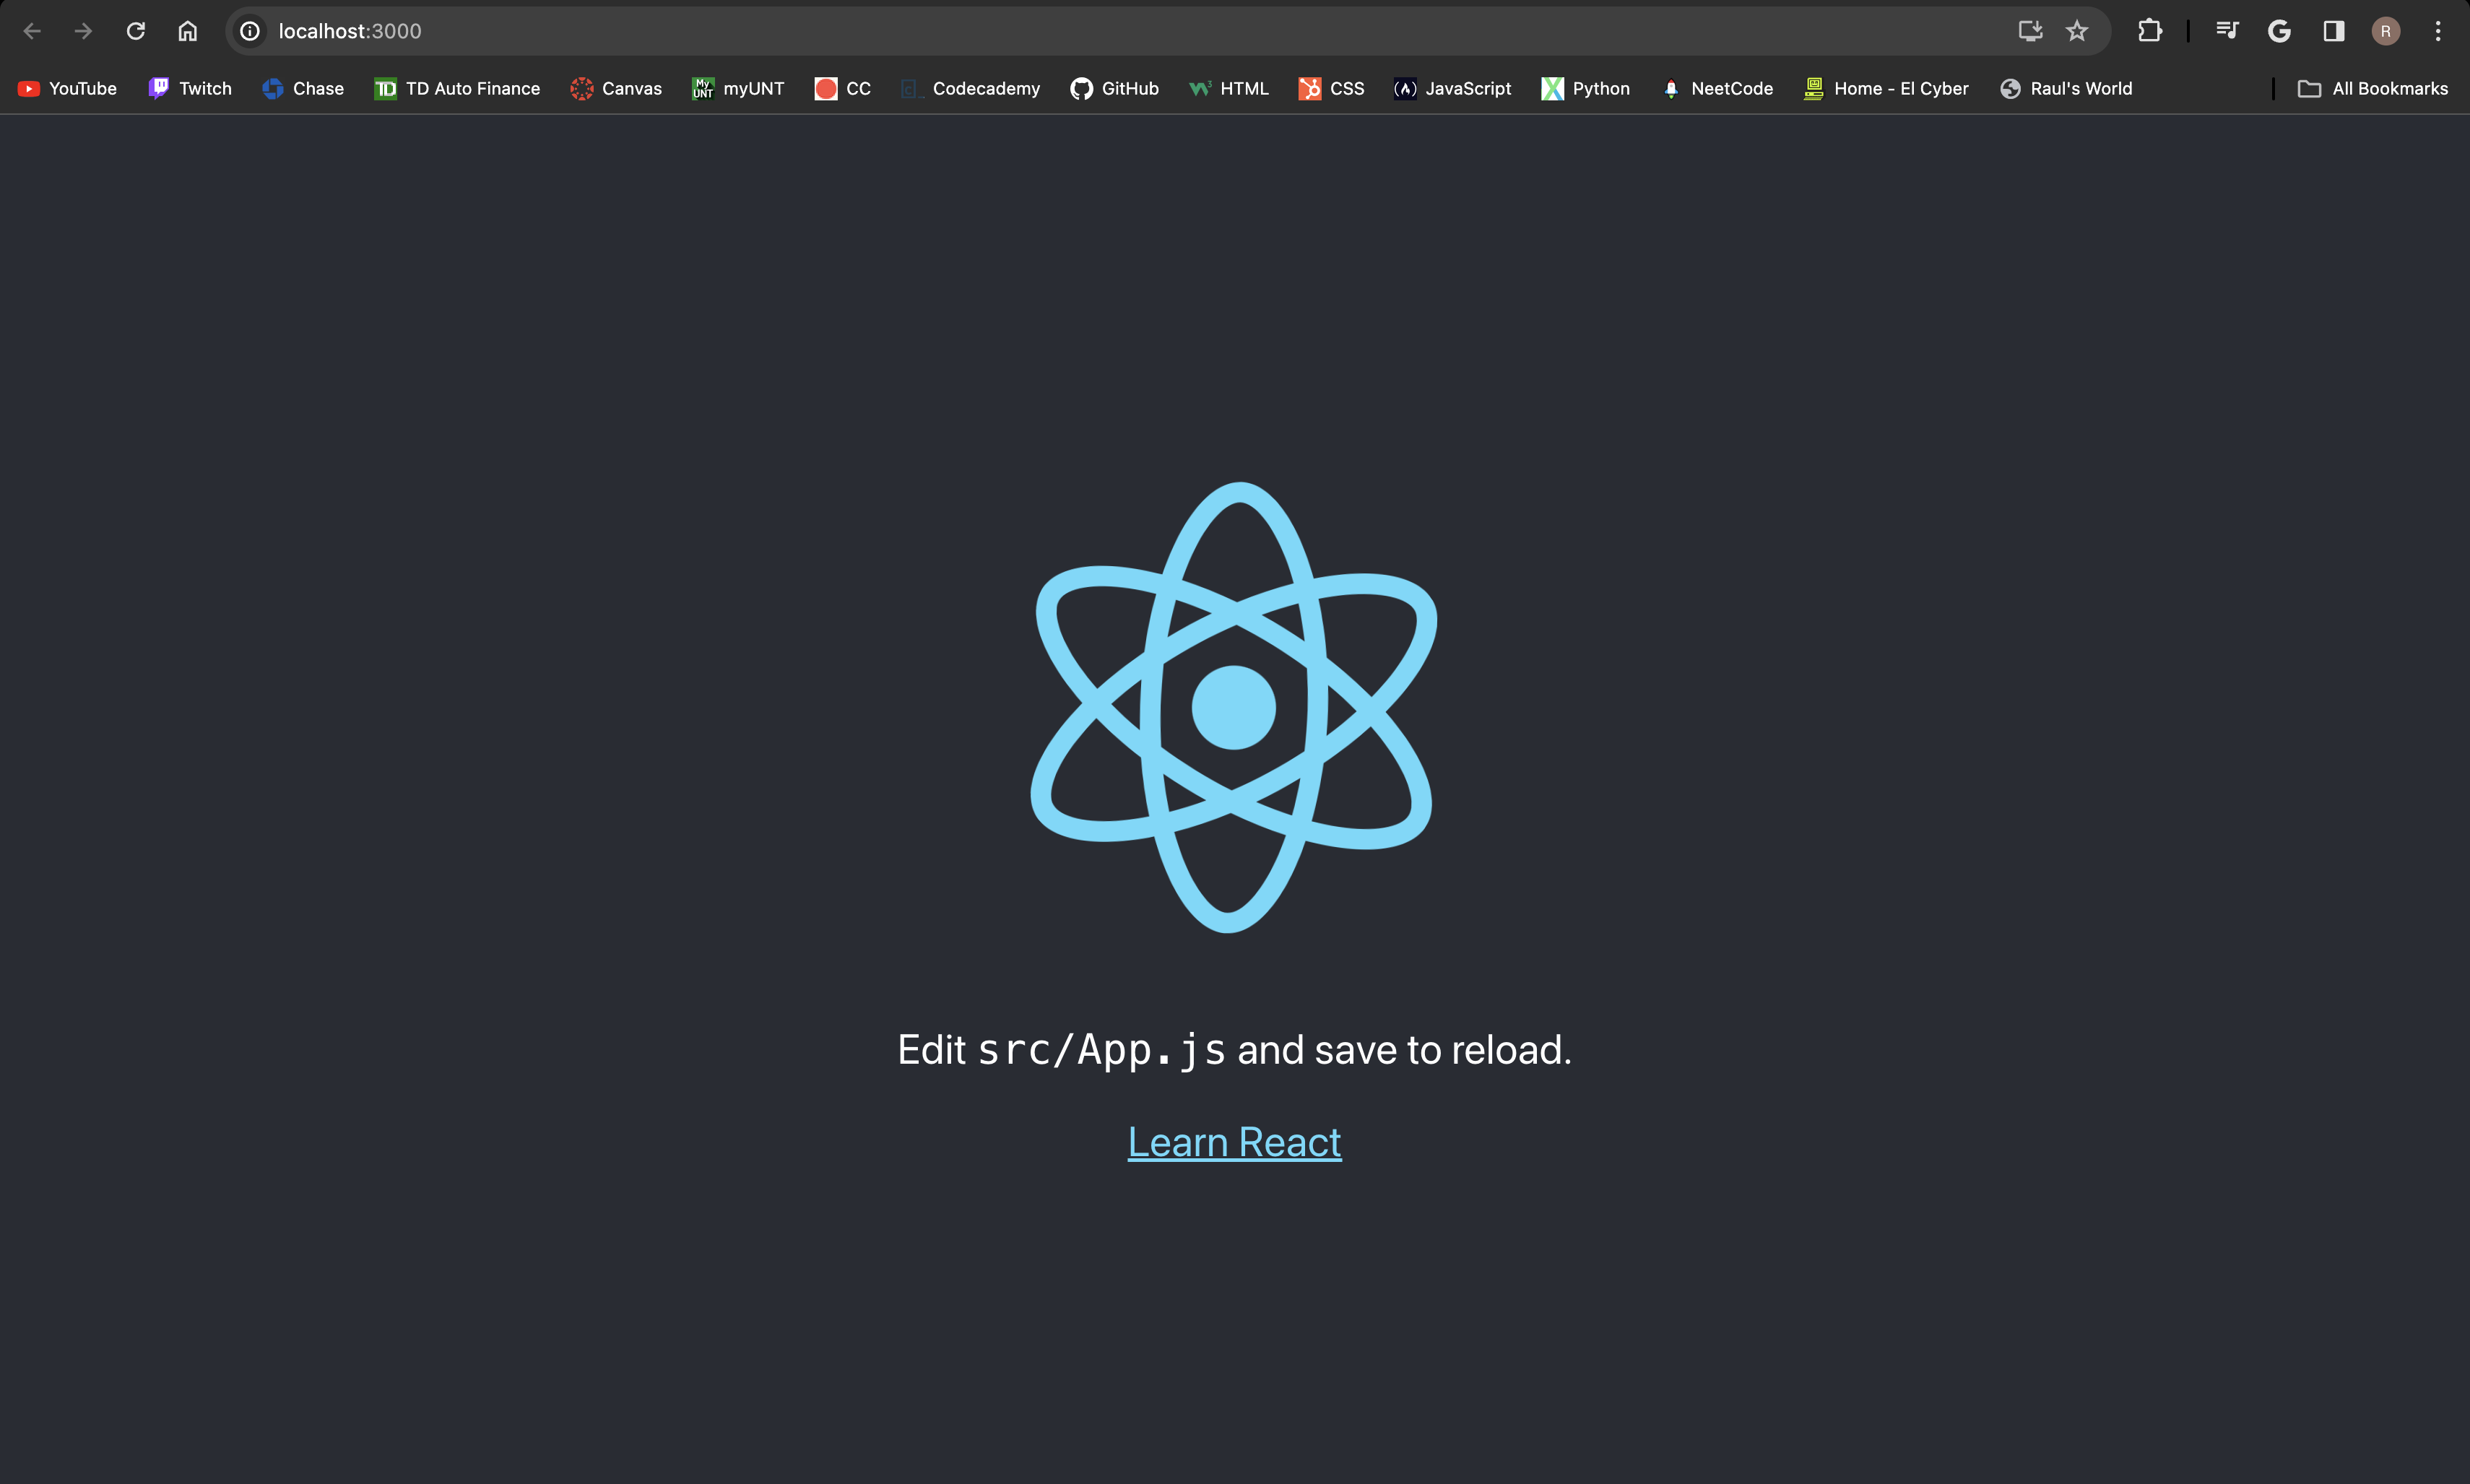 localhost:3000
R
YouTube Twitch Chase TD Auto Finance Canvas myUNT CC Codecademy GitHub HTML CSS JavaScript Python NeetCode Home - El Cyber Raul's World All Bookmarks
Edit src/App.js and save to reload.
Learn React